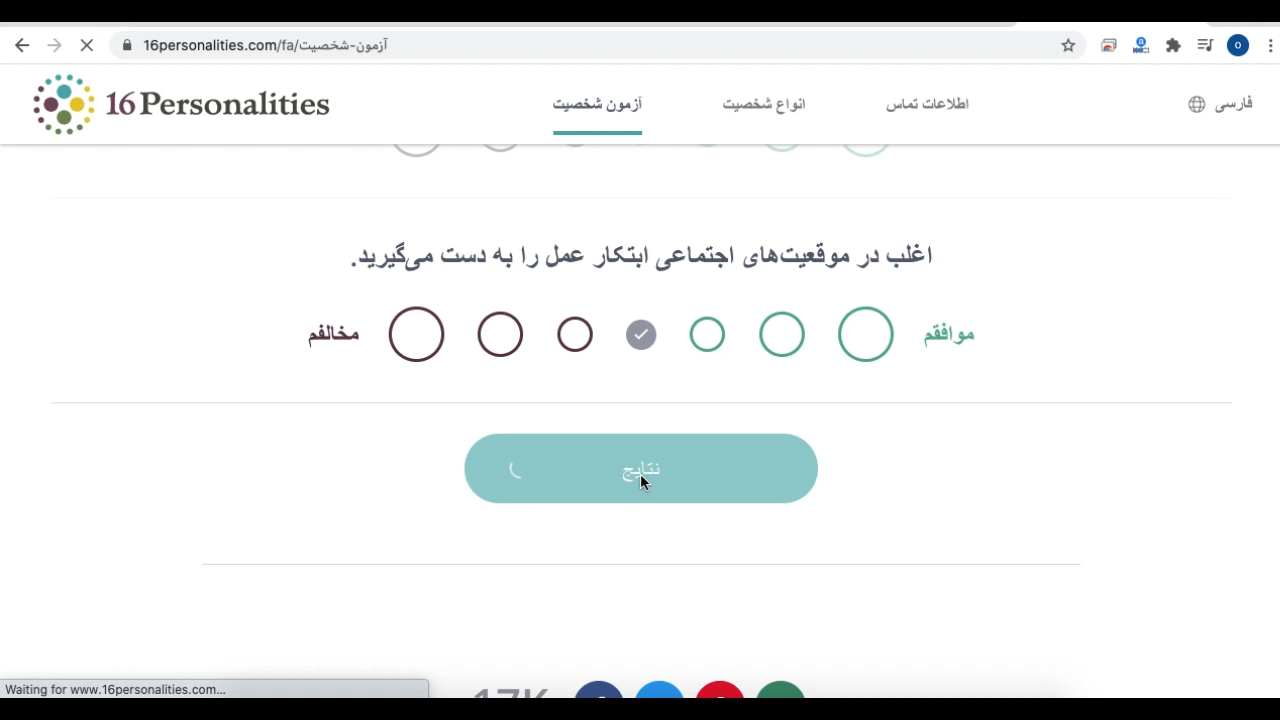 16personalities.com/fa/آزمون-شخصیت
16Personalities
آزمون شخصیت
انواع شخصیت
اطلاعات تماس
فارسی
اغلب در موقعیت‌های اجتماعی ابتکار عمل را به دست می‌گیرید.
مخالفم
موافقم
نتایج
17K
Waiting for www.16personalities.com...